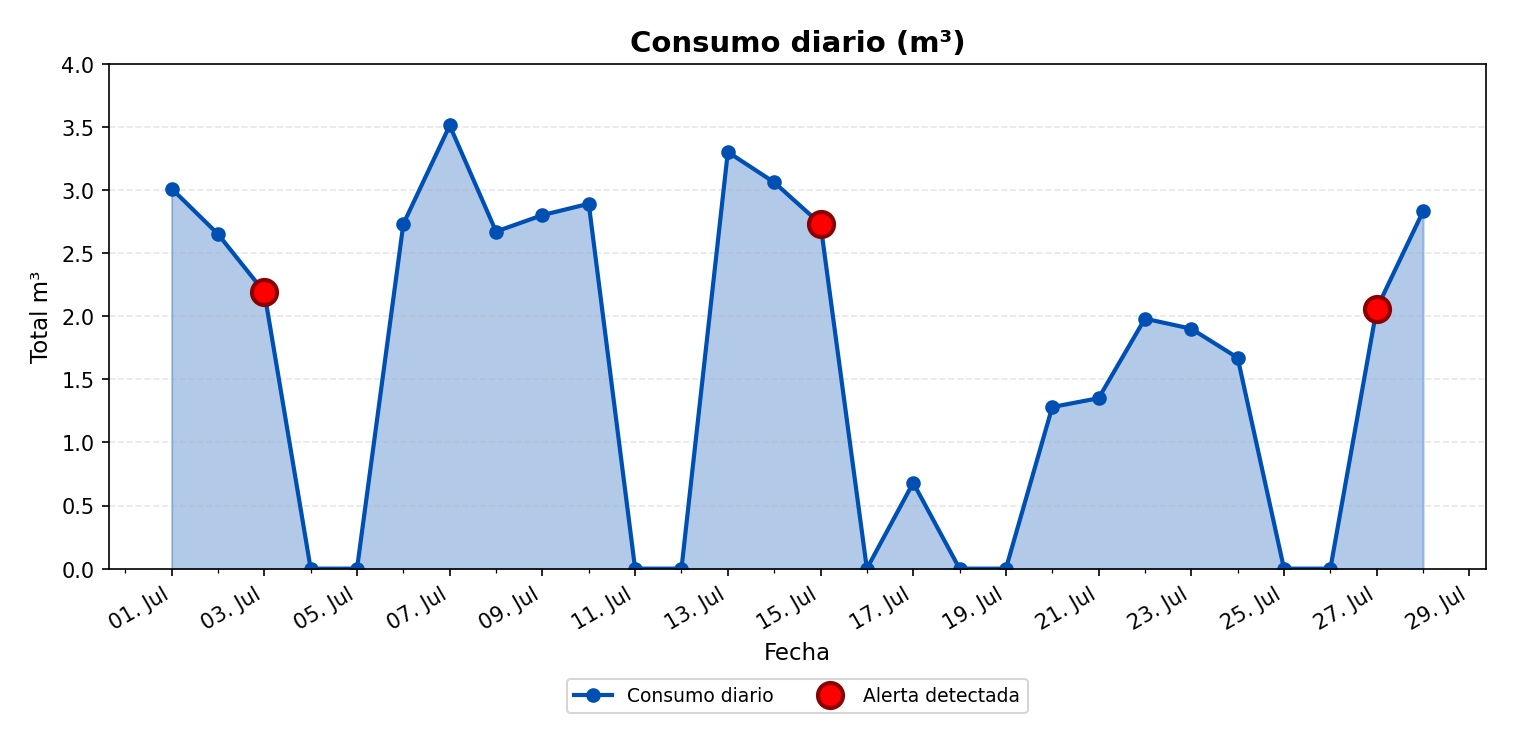 Consumo diario (m³)
4.0
3.5
3.0
2.5
2.0
1.5
1.0
0.5
0.0
Total m³
01. Jul
03. Jul
05. Jul
07. Jul
09. Jul
11. Jul
13. Jul
15. Jul
17. Jul
19. Jul
21. Jul
23. Jul
25. Jul
27. Jul
29. Jul
Fecha
Consumo diario
Alerta detectada